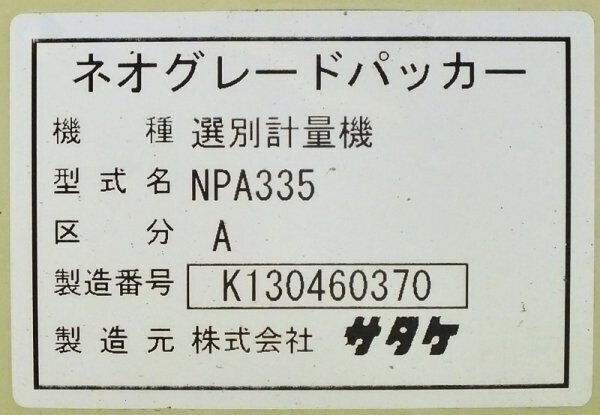 ネオグレードパッカー
機種 選別計量機
型式名 NPA335
区分 A
製造番号 K130460370
製造元 株式会社 サタケ